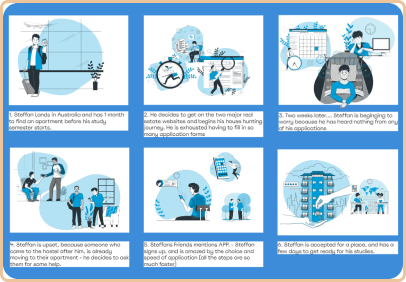 1. Steffan Lands in Australia and has 1 month
to find an apartment before his study
semester starts.
2. He decides to get on the two major real
estate websites and begins his house hunting
journey. He is exhausted having to fill in so
many application forms
3. Two weeks later.... Steffan is beginging to
worry because he has heard nothing from any
of his applications
4. Steffan is upset, because someone who
came to the hostel after him, is already
moving to their apartment - he decides to ask
them for some help.
5. Steffans Friends mentions APP. - Steffan
signs up, and is amazed by the choice and
speed of application (all the steps are so
much faster)
6. Steffan is accepted for a place, and has a
few days to get ready for his studies.